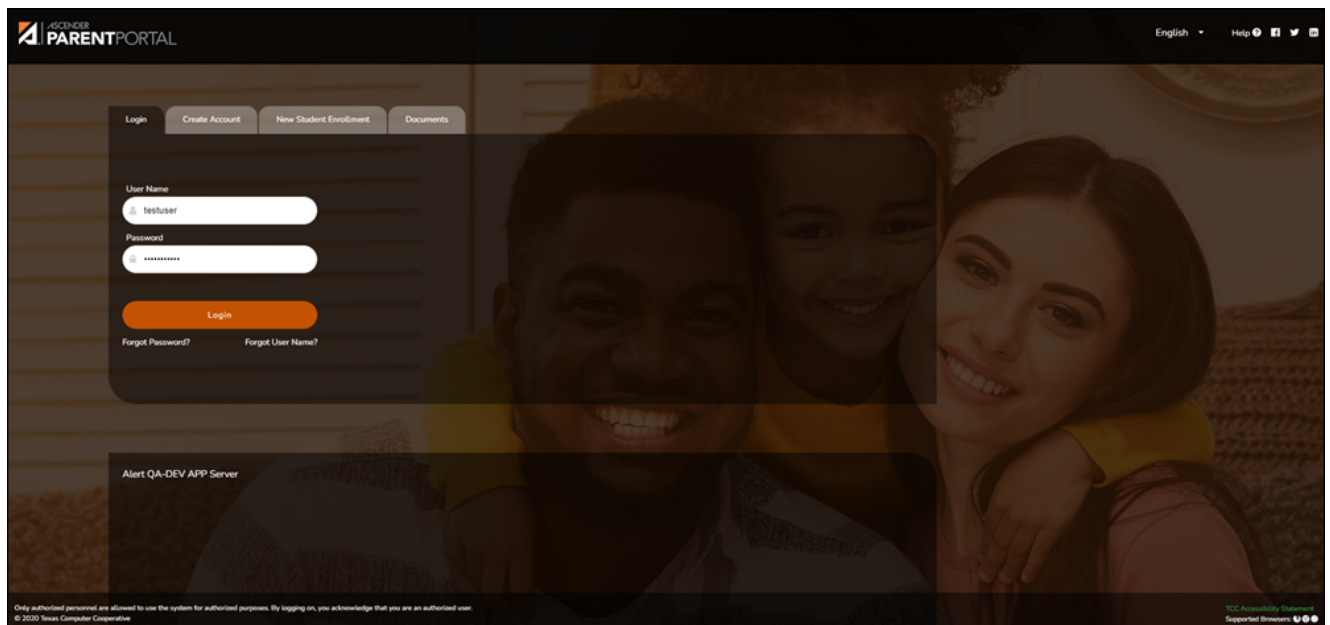 ASCENDER
PARENTPORTAL
English
Help
Login
Create Account
New Student Enrollment
Documents
User Name
testuser
Password
Login
Forgot Password?
Forgot User Name?
Alert QA-DEV APP Server
Only authorized personnel are allowed to use the system for authorized purposes. By logging on, you acknowledge that you are an authorized user.
© 2020 Texas Computer Cooperative
TCC Accessibility Statement
Supported Browsers: